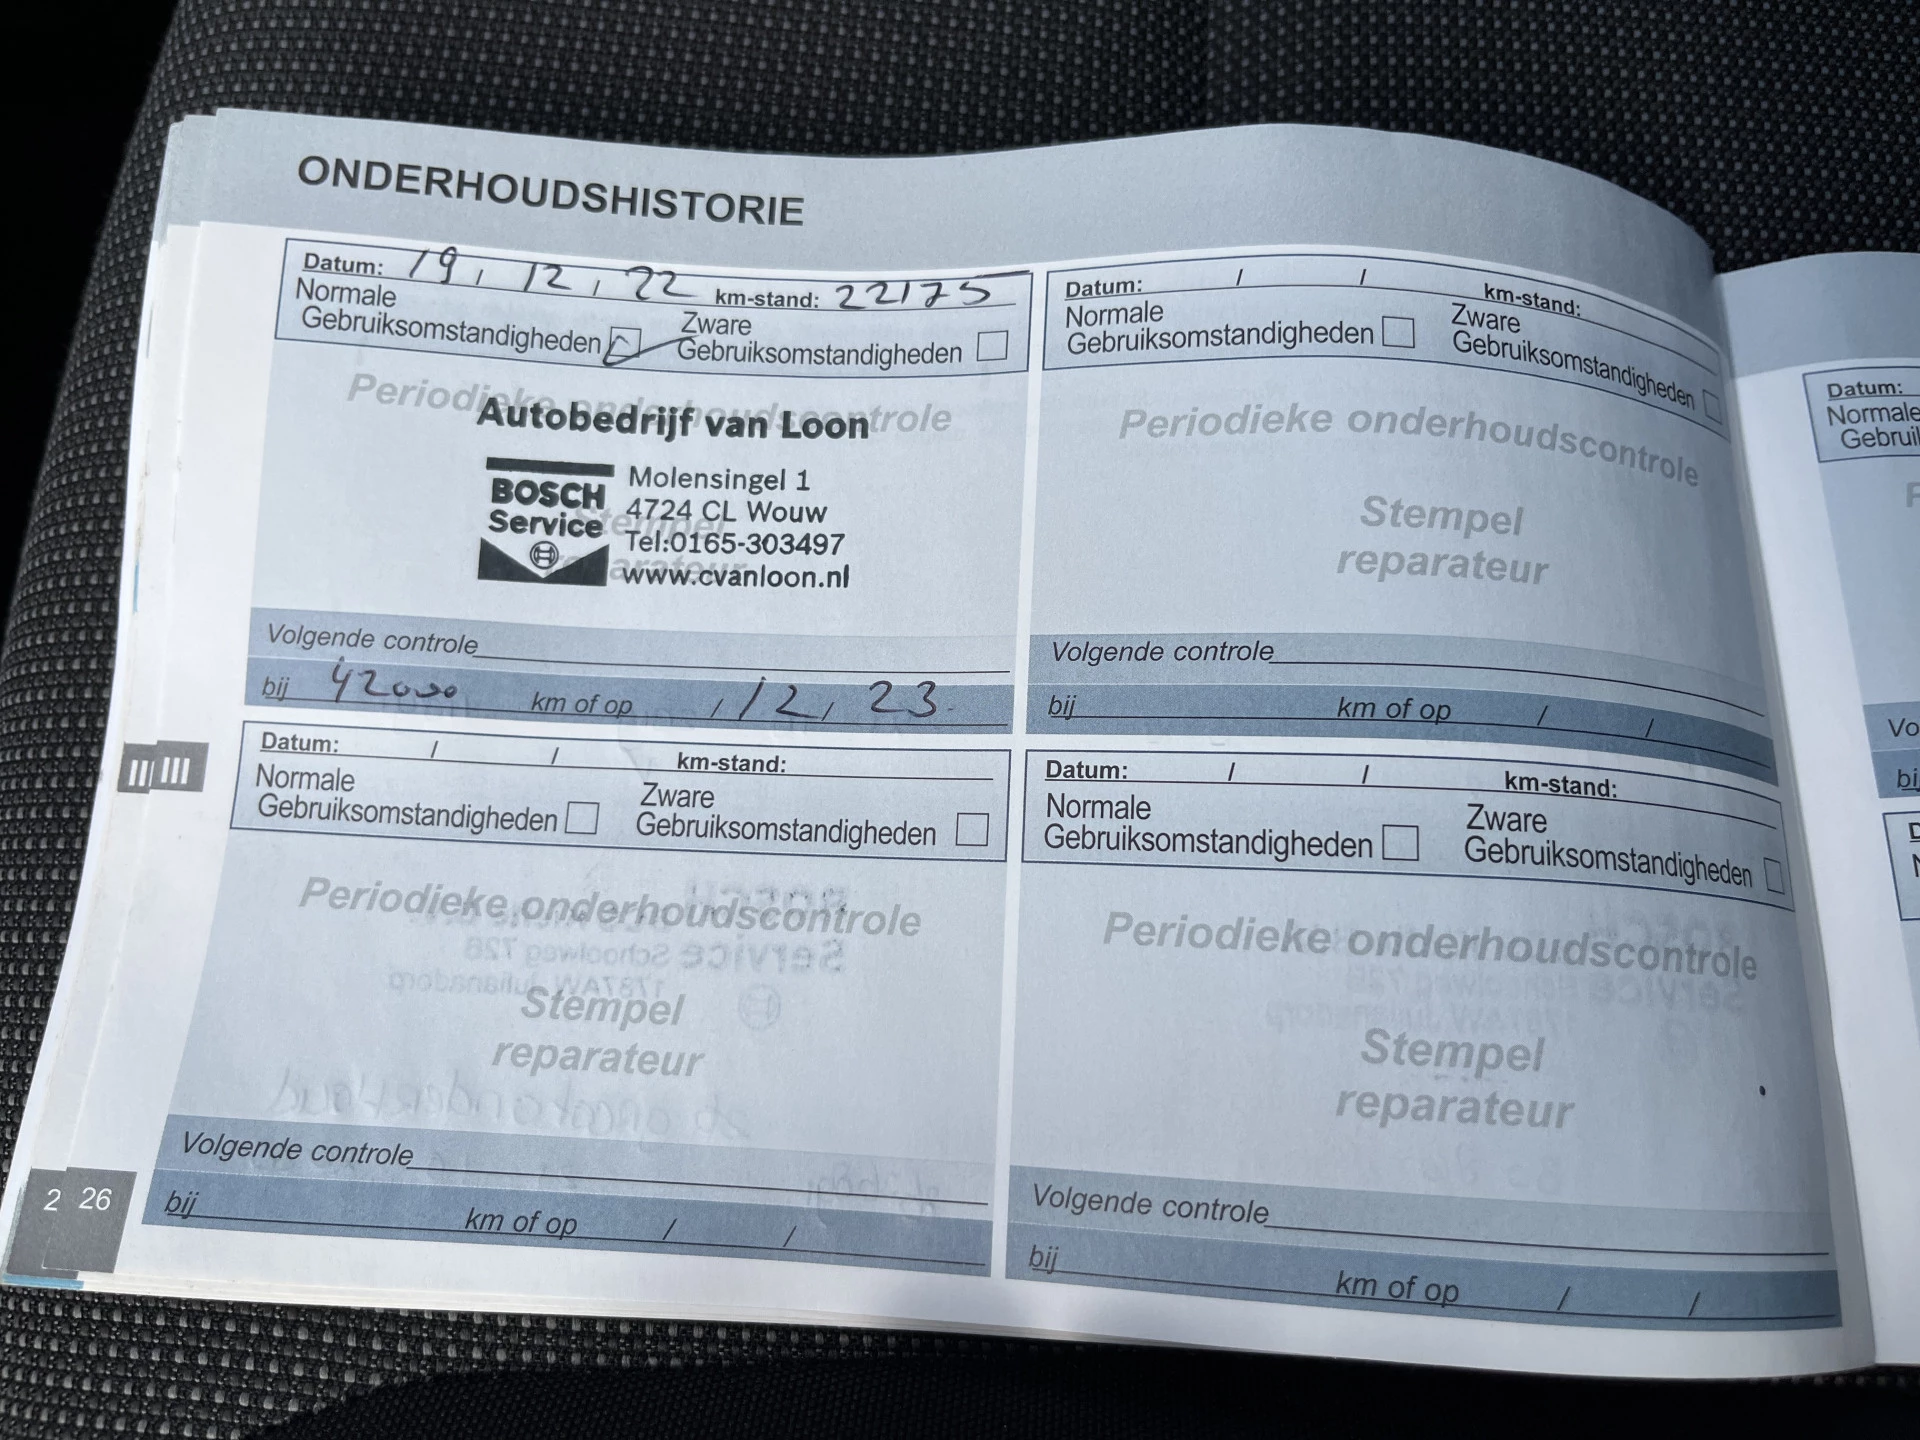 ONDERHOUDSHISTORIE
Datum: 19 / 12 / 22 km-stand: 22175
Normale
Gebruiksomstandigheden
Zware
Gebruiksomstandigheden
Periodieke onderhoudscontrole
Autobedrijf van Loon
BOSCH
Service
Molensingel 1
4724 CL Wouw
Tel:0165-303497
www.cvanloon.nl
Stempel
reparateur
Volgende controle
bij 42000 km of op / 12 / 23
Datum: / / km-stand:
Normale
Gebruiksomstandigheden
Zware
Gebruiksomstandigheden
Periodieke onderhoudscontrole
Stempel
reparateur
Volgende controle
bij km of op / /
Datum: / / km-stand:
Normale
Gebruiksomstandigheden
Zware
Gebruiksomstandigheden
Periodieke onderhoudscontrole
Stempel
reparateur
Volgende controle
bij km of op / /
Datum: / / km-stand:
Normale
Gebruiksomstandigheden
Zware
Gebruiksomstandigheden
Periodieke onderhoudscontrole
Stempel
reparateur
Volgende controle
bij km of op / /
III
2 26
Datum:
Normale